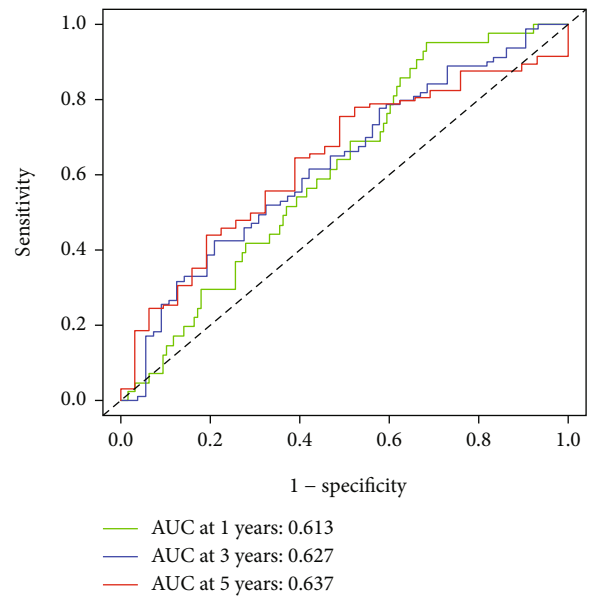 1.0
0.8
0.6
0.4
0.2
0.0
Sensitivity
0.0 0.2 0.4 0.6 0.8 1.0
1 − specificity
AUC at 1 years: 0.613
AUC at 3 years: 0.627
AUC at 5 years: 0.637